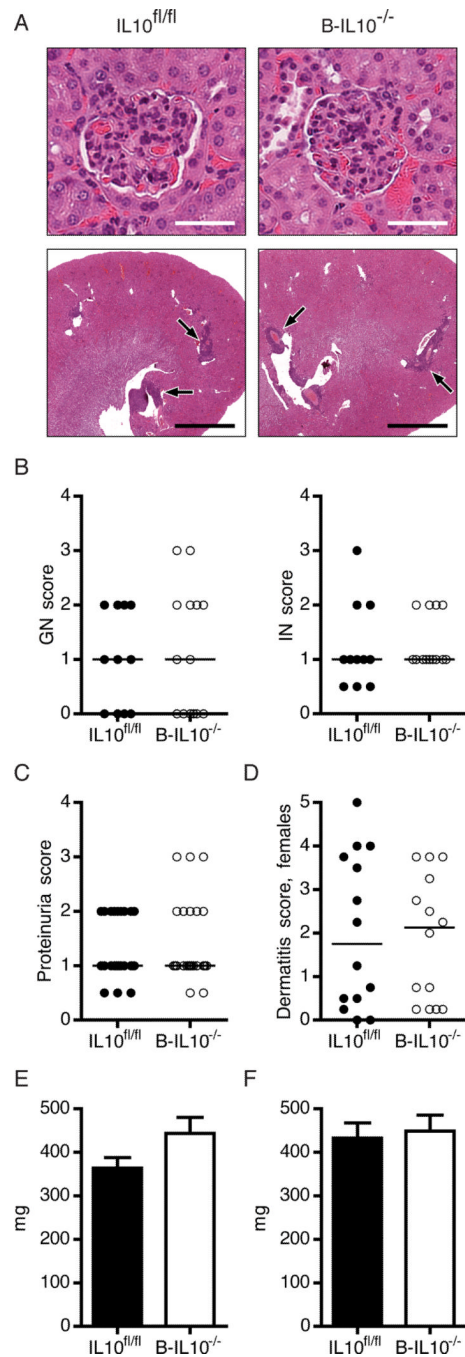 A
IL10fl/fl
B-IL10-/-
B
GN score
4
3
2
1
0
IL10fl/fl
B-IL10-/-
IN score
4
3
2
1
0
IL10fl/fl
B-IL10-/-
C
Proteinuria score
4
3
2
1
0
IL10fl/fl
B-IL10-/-
D
Dermatitis score, females
5
4
3
2
1
0
IL10fl/fl
B-IL10-/-
E
mg
500
400
300
200
100
0
IL10fl/fl
B-IL10-/-
F
mg
500
400
300
200
100
0
IL10fl/fl
B-IL10-/-